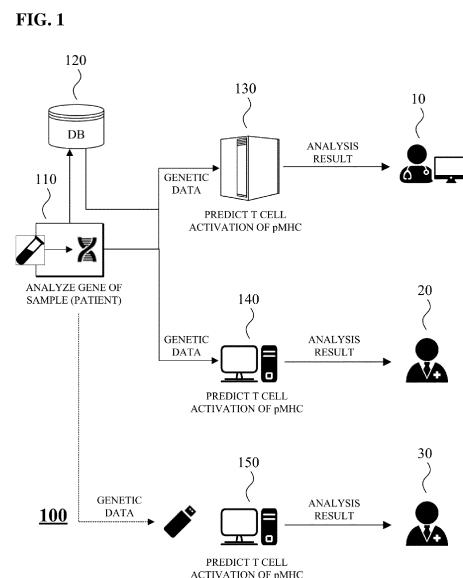 FIG. 1
120
130
10
DB
ANALYSIS
RESULT
GENETIC
DATA
110
PREDICT T CELL
ACTIVATION OF pMHC
ANALYZE GENE OF
SAMPLE (PATIENT)
140
20
GENETIC
DATA
ANALYSIS
RESULT
PREDICT T CELL
ACTIVATION OF pMHC
150
30
100
GENETIC
DATA
ANALYSIS
RESULT
PREDICT T CELL
ACTIVATION OF pMHC